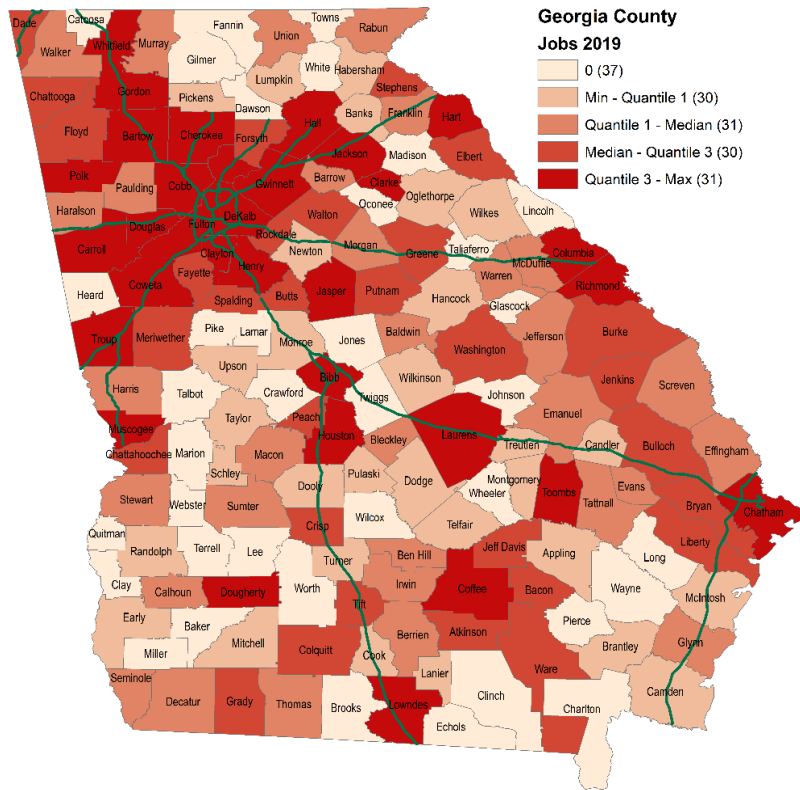 Georgia County
Jobs 2019
0 (37)
Min - Quantile 1 (30)
Quantile 1 - Median (31)
Median - Quantile 3 (30)
Quantile 3 - Max (31)
Dade
Catoosa
Fannin
Towns
Rabun
Whitfield
Murray
Union
Walker
Gilmer
White
Habersham
Lumpkin
Stephens
Chattooga
Gordon
Pickens
Dawson
Banks
Franklin
Hart
Floyd
Bartow
Cherokee
Forsyth
Hall
Jackson
Madison
Elbert
Polk
Paulding
Cobb
Gwinnett
Barrow
Clarke
Oconee
Oglethorpe
Wilkes
Lincoln
Haralson
Douglas
Fulton
DeKalb
Walton
Rockdale
Newton
Morgan
Greene
Taliaferro
McDuffie
Columbia
Carroll
Clayton
Fayette
Henry
Warren
Richmond
Heard
Coweta
Spalding
Butts
Jasper
Putnam
Hancock
Glascock
Troup
Meriwether
Pike
Lamar
Monroe
Jones
Baldwin
Washington
Jefferson
Burke
Harris
Upson
Bibb
Wilkinson
Jenkins
Screven
Talbot
Crawford
Twiggs
Johnson
Emanuel
Muscogee
Taylor
Peach
Houston
Bleckley
Laurens
Treutlen
Candler
Bulloch
Effingham
Chattahoochee
Marion
Macon
Schley
Dooly
Pulaski
Dodge
Montgomery
Wheeler
Toombs
Tattnall
Evans
Bryan
Chatham
Stewart
Webster
Sumter
Crisp
Wilcox
Telfair
Liberty
Quitman
Randolph
Terrell
Lee
Turner
Ben Hill
Jeff Davis
Appling
Long
Clay
Calhoun
Dougherty
Worth
Irwin
Coffee
Bacon
Wayne
McIntosh
Early
Baker
Tift
Pierce
Miller
Mitchell
Colquitt
Berrien
Atkinson
Brantley
Glynn
Cook
Lanier
Ware
Seminole
Decatur
Grady
Thomas
Brooks
Lowndes
Clinch
Echols
Charlton
Camden